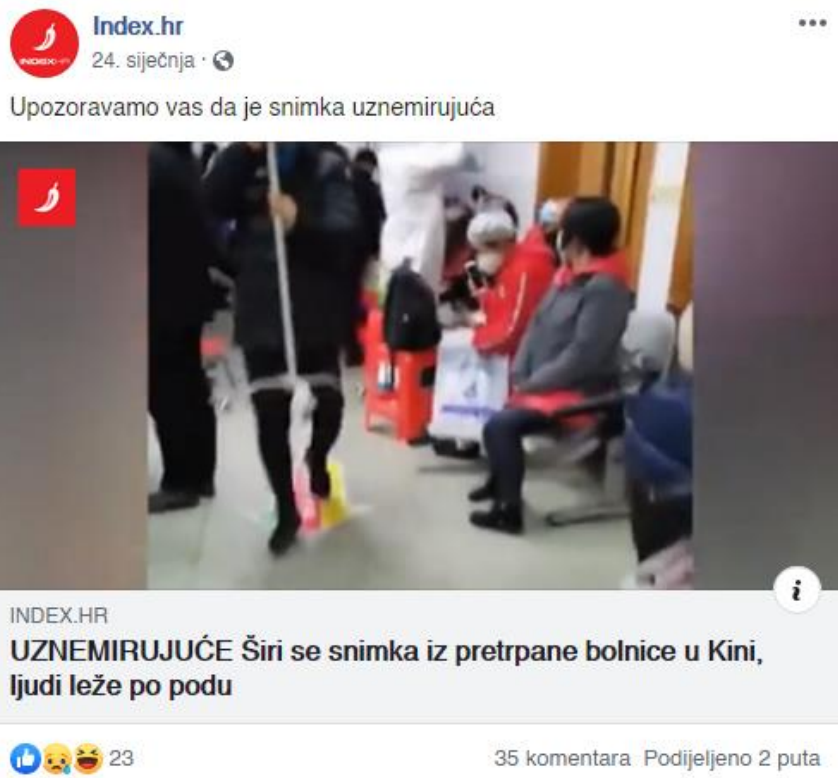 Index.hr
INDEX·HR
24. siječnja ·
Upozoravamo vas da je snimka uznemirujuća
i
INDEX.HR
UZNEMIRUJUĆE Širi se snimka iz pretrpane bolnice u Kini,
ljudi leže po podu
23
35 komentara Podijeljeno 2 puta